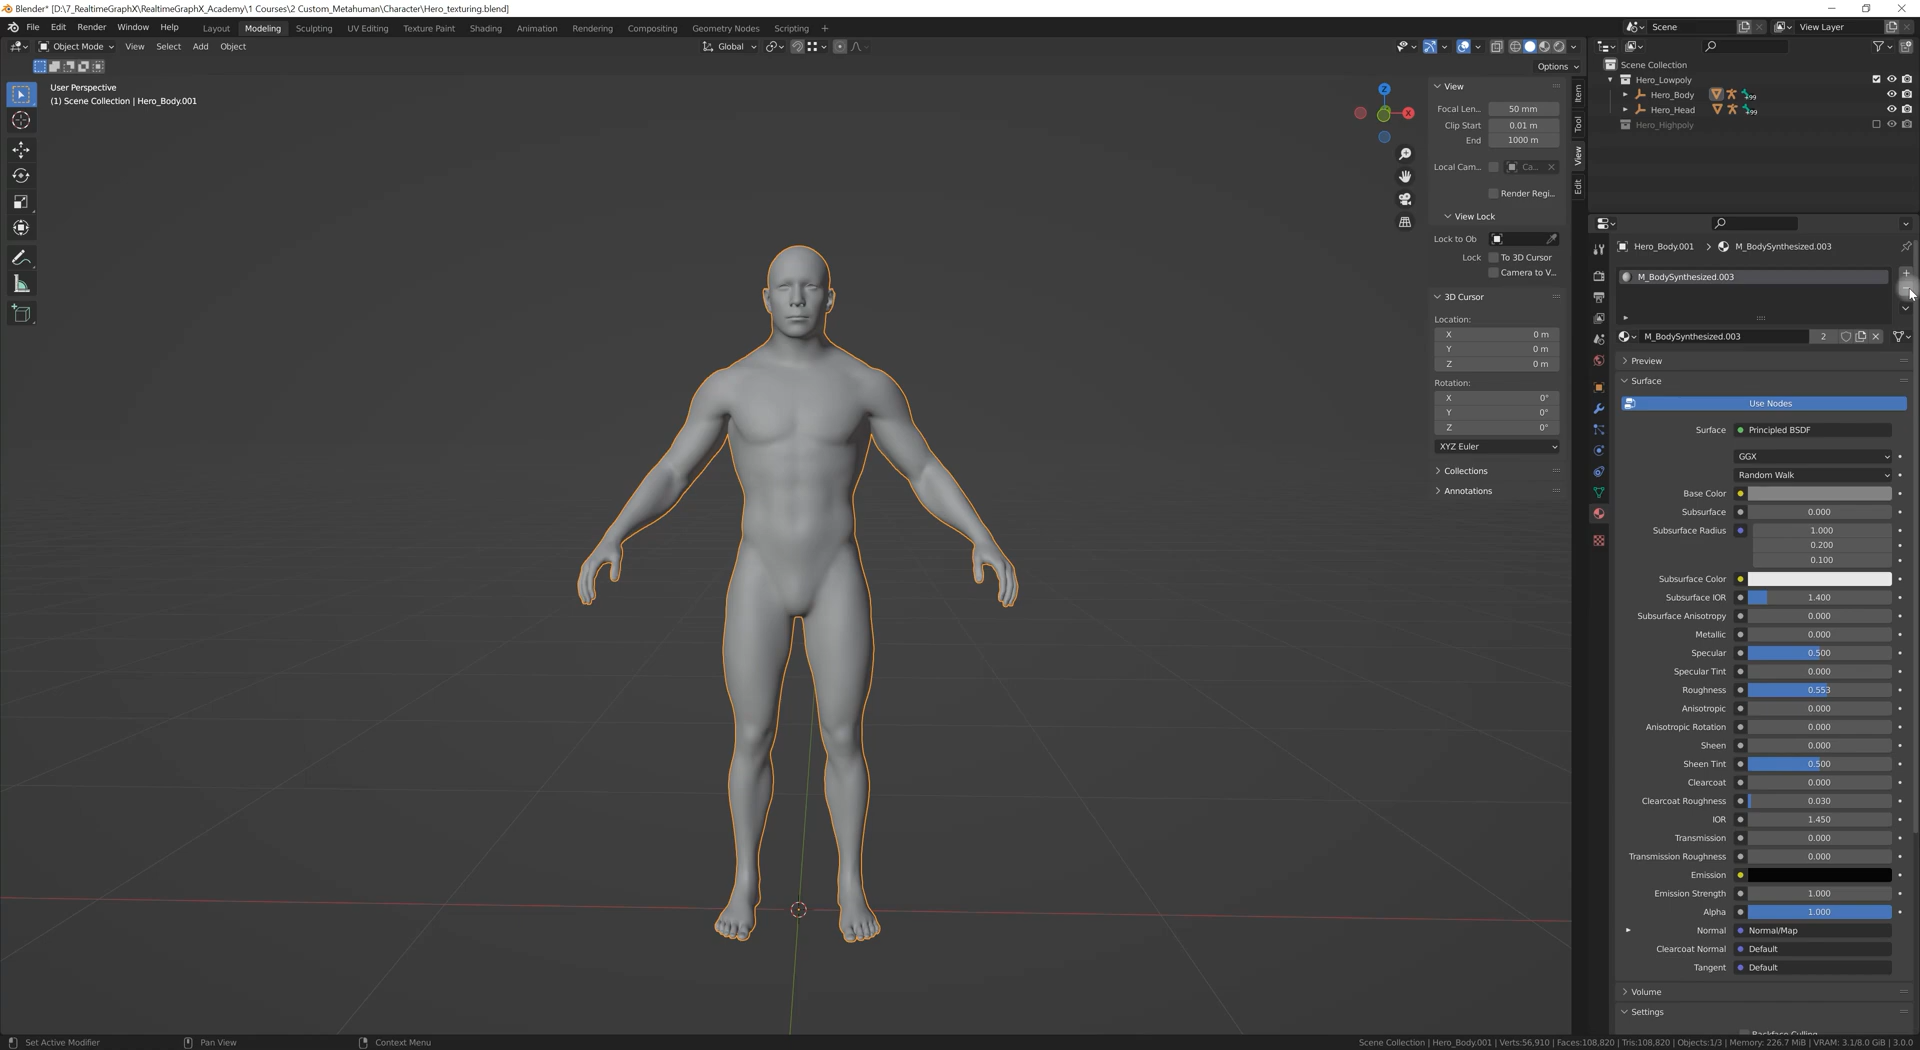 Blender* [D:\7_RealtimeGraphX\RealtimeGraphX_Academy\1 Courses\2 Custom_Metahuman\Character\Hero_texturing.blend]
File Edit Render Window Help Layout Modeling Sculpting UV Editing Texture Paint Shading Animation Rendering Compositing Geometry Nodes Scripting + Scene View Layer
Object Mode View Select Add Object Global
Options
User Perspective
(1) Scene Collection | Hero_Body.001
Z
X
View
Focal Len... 50 mm
Clip Start 0.01 m
End 1000 m
Local Cam... Ca...
Render Regi...
View Lock
Lock to Ob
Lock To 3D Cursor
Camera to V...
3D Cursor
Location:
X 0 m
Y 0 m
Z 0 m
Rotation:
X 0°
Y 0°
Z 0°
XYZ Euler
Collections
Annotations
Item
Tool
View
Edit
Scene Collection
Hero_Lowpoly
Hero_Body 99
Hero_Head 99
Hero_Highpoly
Hero_Body.001 > M_BodySynthesized.003
M_BodySynthesized.003
M_BodySynthesized.003 2
Preview
Surface
Use Nodes
Surface Principled BSDF
GGX
Random Walk
Base Color
Subsurface 0.000
Subsurface Radius 1.000
0.200
0.100
Subsurface Color
Subsurface IOR 1.400
Subsurface Anisotropy 0.000
Metallic 0.000
Specular 0.500
Specular Tint 0.000
Roughness 0.553
Anisotropic 0.000
Anisotropic Rotation 0.000
Sheen 0.000
Sheen Tint 0.500
Clearcoat 0.000
Clearcoat Roughness 0.030
IOR 1.450
Transmission 0.000
Transmission Roughness 0.000
Emission
Emission Strength 1.000
Alpha 1.000
Normal Normal/Map
Clearcoat Normal Default
Tangent Default
Volume
Settings
Backface Culling
Set Active Modifier Pan View Context Menu
Scene Collection | Hero_Body.001 | Verts:56,910 | Faces:108,820 | Tris:108,820 | Objects:1/3 | Memory: 226.7 MiB | VRAM: 3.1/8.0 GiB | 3.0.0